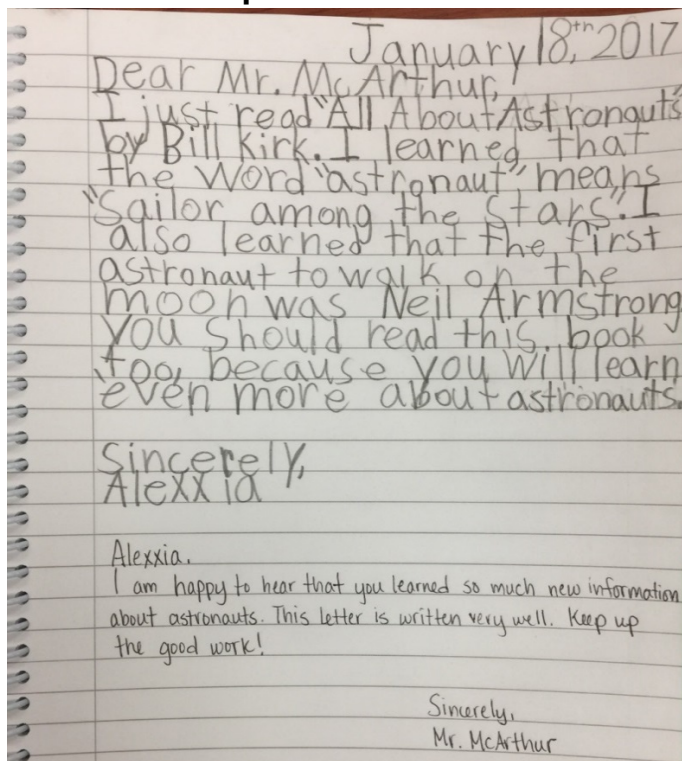 January 18,th 2017
Dear Mr. McArthur,
I just read "All About Astronauts"
by Bill Kirk. I learned that
the word "astronaut" means
"Sailor among the Stars". I
also learned that the first
astronaut to walk on the
moon was Neil Armstrong
you should read this book
too, because you will learn
even more about astronauts.
Sincerely,
Alexxia
Alexxia,
I am happy to hear that you learned so much new information
about astronauts. This letter is written very well. Keep up
the good work!
Sincerely,
Mr. McArthur